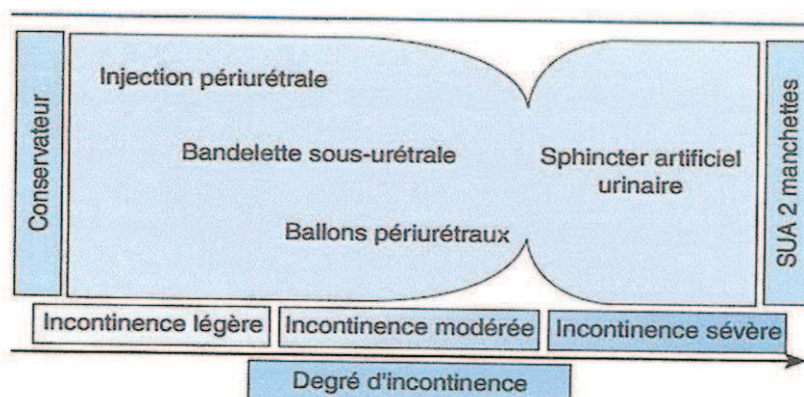 Conservateur
Injection périurétrale
Bandelette sous-urétrale
Ballons périurétraux
Sphincter artificiel
urinaire
SUA 2 manchettes
Incontinence légère
Incontinence modérée
Incontinence sévère
Degré d'incontinence